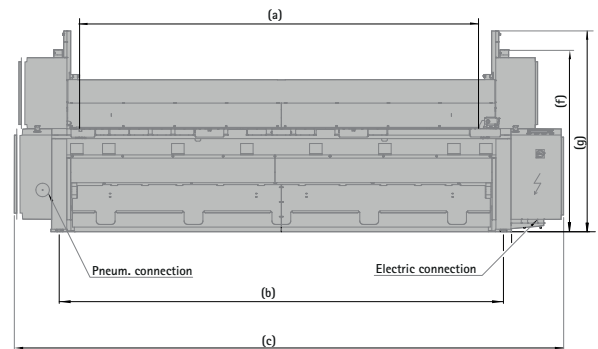 (a)
(f)
(g)
Pneum. connection
Electric connection
(b)
(c)